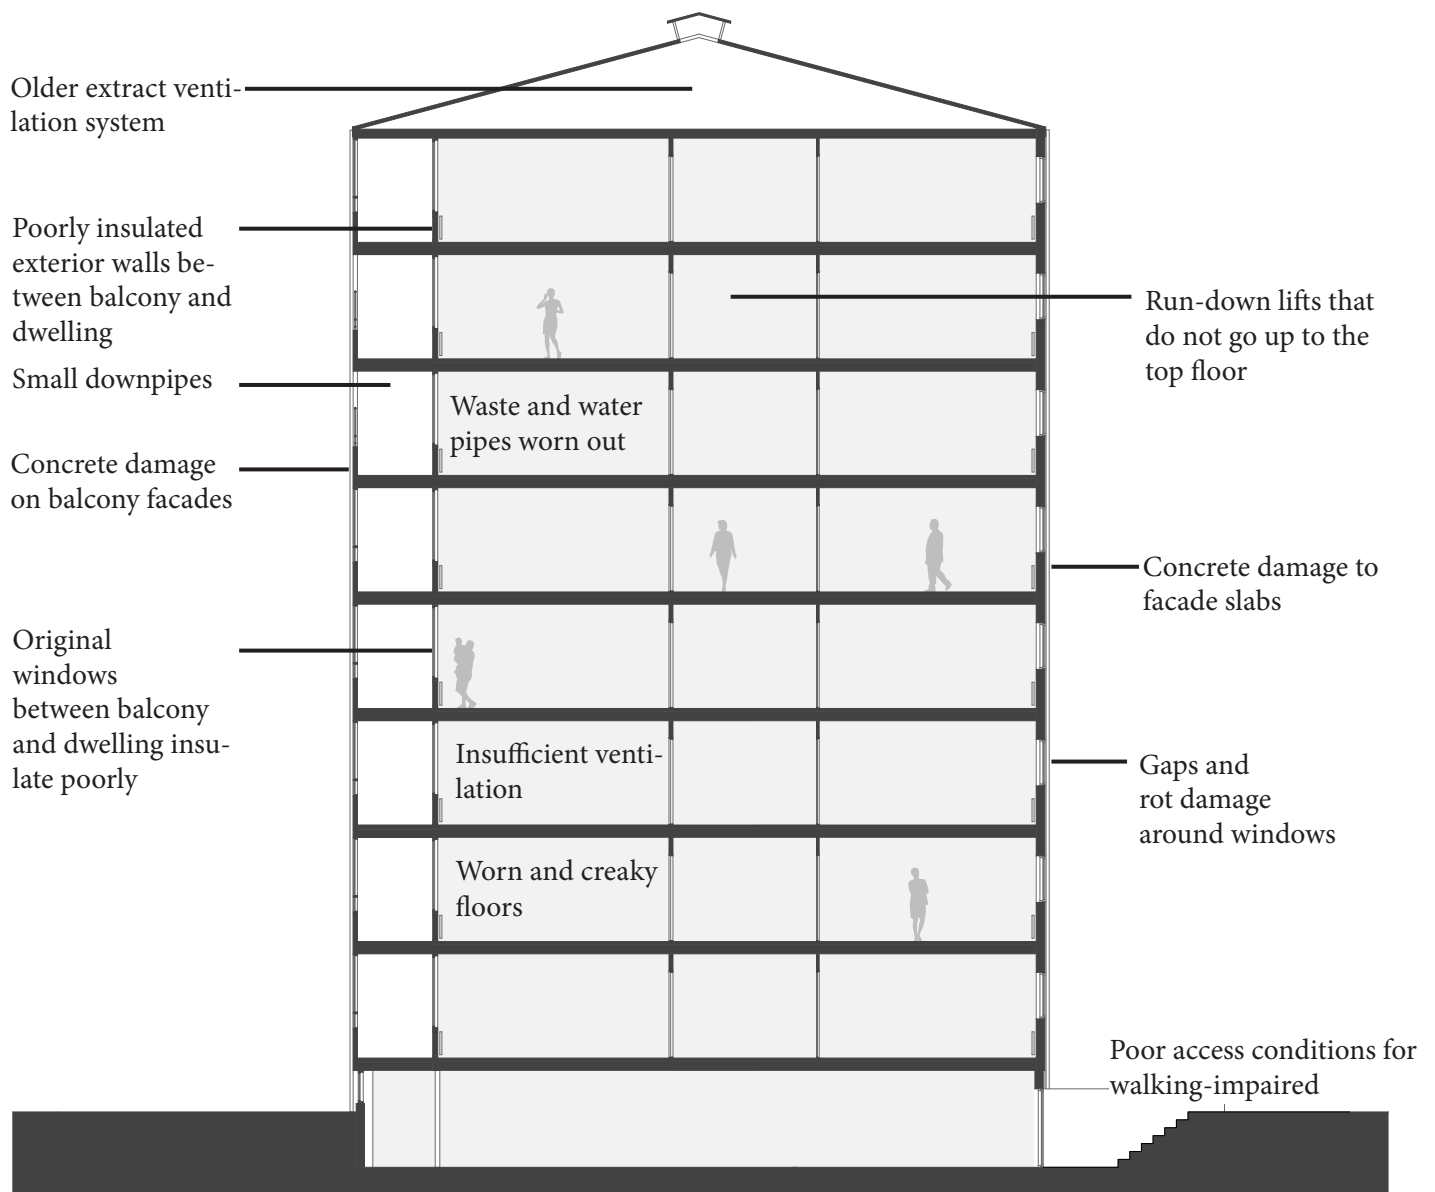 Older extract venti-
lation system
Poorly insulated
exterior walls be-
tween balcony and
dwelling
Run-down lifts that
do not go up to the
top floor
Small downpipes
Waste and water
pipes worn out
Concrete damage
on balcony facades
Concrete damage to
facade slabs
Original
windows
between balcony
and dwelling insu-
late poorly
Insufficient venti-
lation
Gaps and
rot damage
around windows
Worn and creaky
floors
Poor access conditions for
walking-impaired